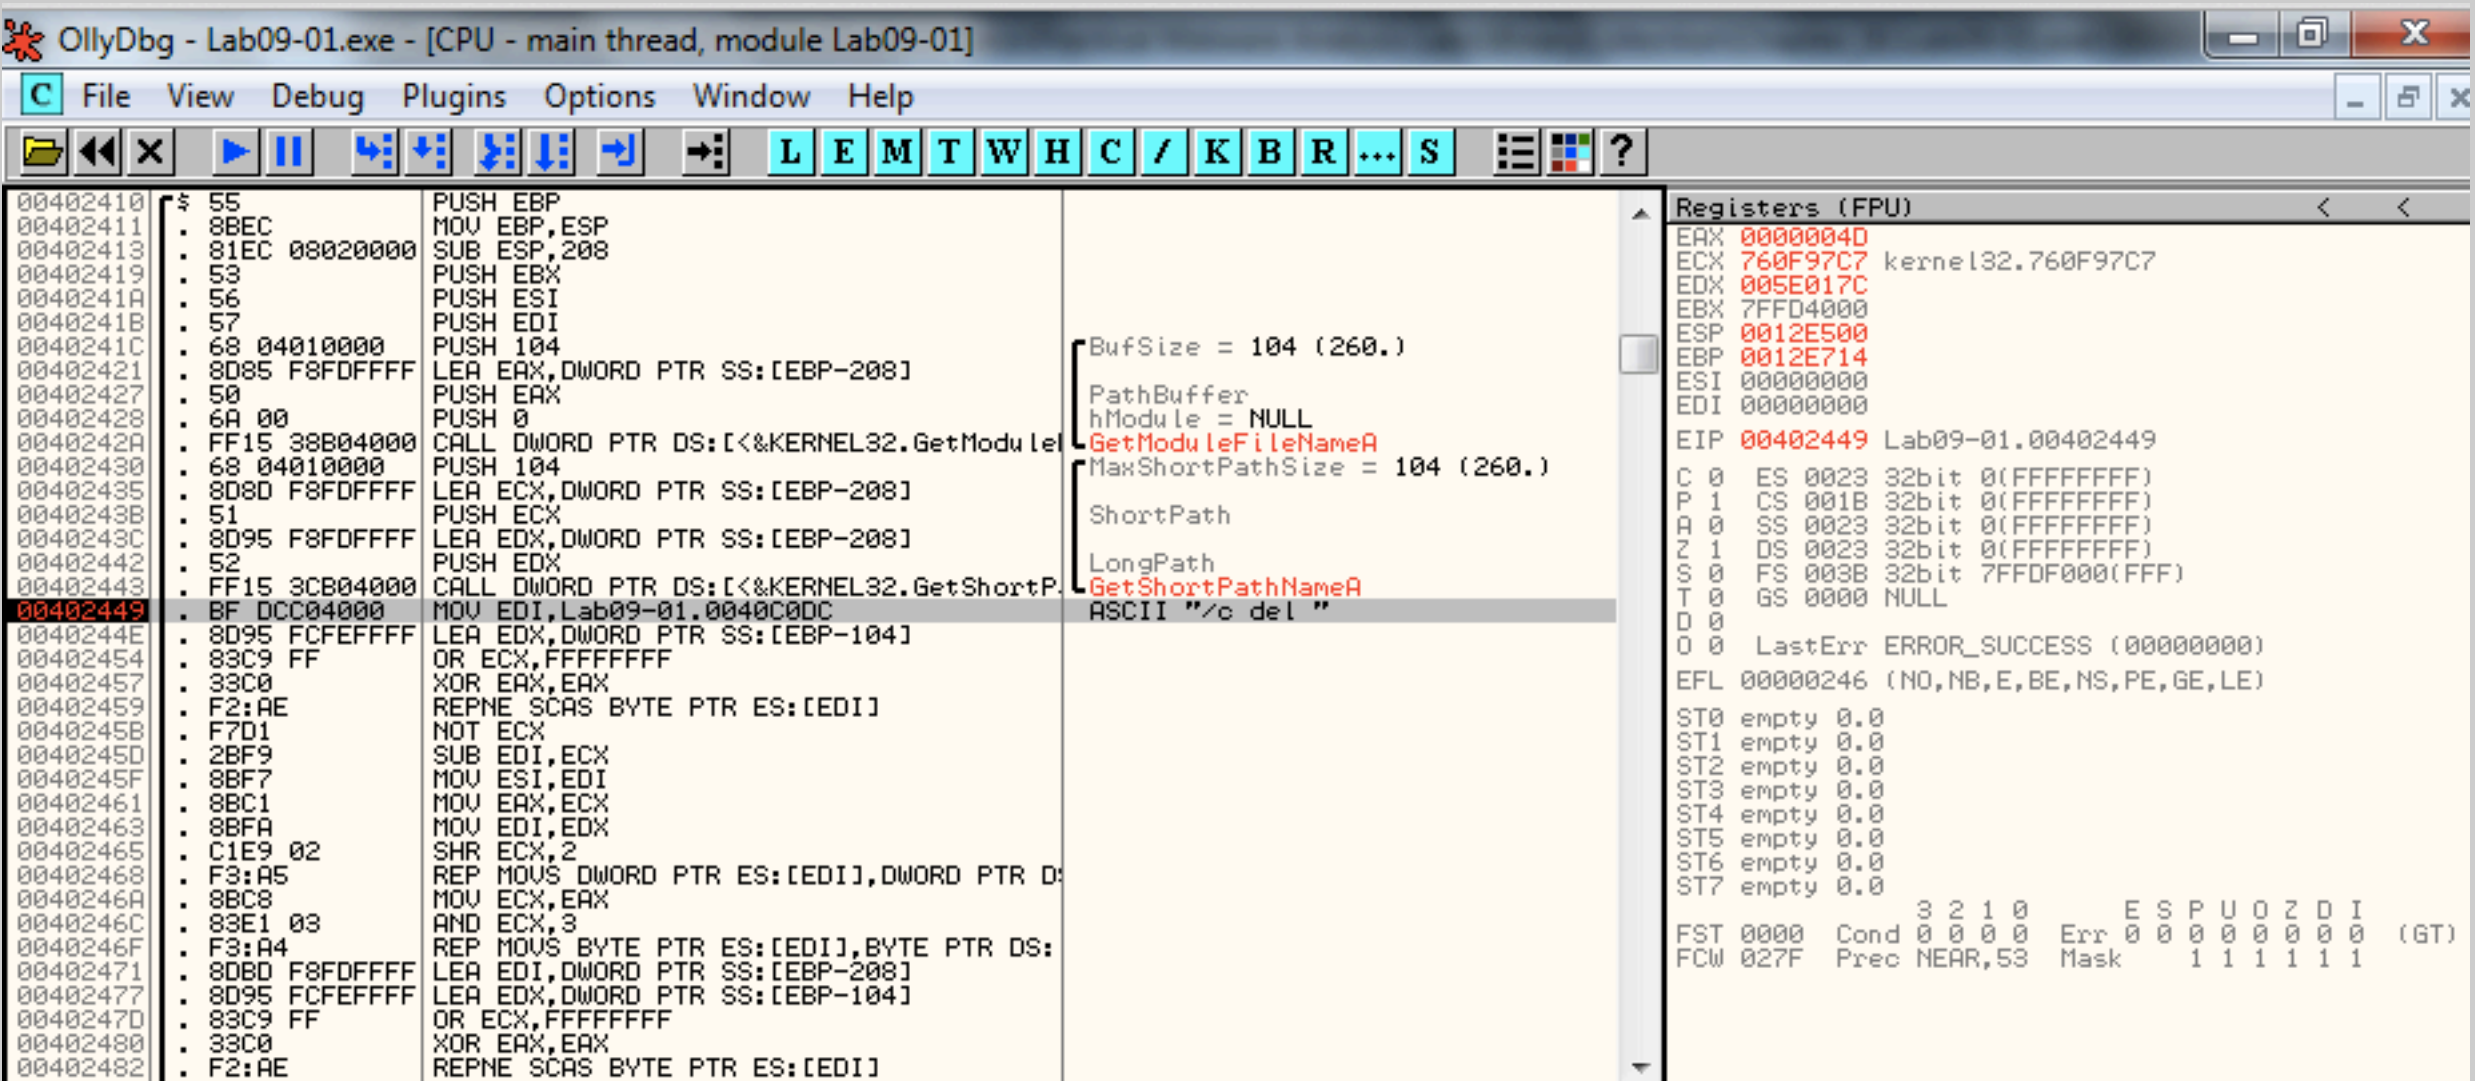 OllyDbg - Lab09-01.exe - [CPU - main thread, module Lab09-01]
C File View Debug Plugins Options Window Help
L E M T W H C / K B R ... S ?
00402410 $ 55 PUSH EBP
00402411 . 8BEC MOV EBP,ESP
00402413 . 81EC 08020000 SUB ESP,208
00402419 . 53 PUSH EBX
0040241A . 56 PUSH ESI
0040241B . 57 PUSH EDI
0040241C . 68 04010000 PUSH 104 BufSize = 104 (260.)
00402421 . 8D85 F8FDFFFF LEA EAX,DWORD PTR SS:[EBP-208]
00402427 . 50 PUSH EAX PathBuffer
00402428 . 6A 00 PUSH 0 hModule = NULL
0040242A . FF15 38B04000 CALL DWORD PTR DS:[<&KERNEL32.GetModule GetModuleFileNameA
00402430 . 68 04010000 PUSH 104 MaxShortPathSize = 104 (260.)
00402435 . 8D8D F8FDFFFF LEA ECX,DWORD PTR SS:[EBP-208]
0040243B . 51 PUSH ECX ShortPath
0040243C . 8D95 F8FDFFFF LEA EDX,DWORD PTR SS:[EBP-208]
00402442 . 52 PUSH EDX LongPath
00402443 . FF15 3CB04000 CALL DWORD PTR DS:[<&KERNEL32.GetShortP GetShortPathNameA
00402449 . BF DCC04000 MOV EDI,Lab09-01.0040C0DC ASCII "/c del "
0040244E . 8D95 FCFEFFFF LEA EDX,DWORD PTR SS:[EBP-104]
00402454 . 83C9 FF OR ECX,FFFFFFFF
00402457 . 33C0 XOR EAX,EAX
00402459 . F2:AE REPNE SCAS BYTE PTR ES:[EDI]
0040245B . F7D1 NOT ECX
0040245D . 2BF9 SUB EDI,ECX
0040245F . 8BF7 MOV ESI,EDI
00402461 . 8BC1 MOV EAX,ECX
00402463 . 8BFA MOV EDI,EDX
00402465 . C1E9 02 SHR ECX,2
00402468 . F3:A5 REP MOVS DWORD PTR ES:[EDI],DWORD PTR D
0040246A . 8BC8 MOV ECX,EAX
0040246C . 83E1 03 AND ECX,3
0040246F . F3:A4 REP MOVS BYTE PTR ES:[EDI],BYTE PTR DS:
00402471 . 8DBD F8FDFFFF LEA EDI,DWORD PTR SS:[EBP-208]
00402477 . 8D95 FCFEFFFF LEA EDX,DWORD PTR SS:[EBP-104]
0040247D . 83C9 FF OR ECX,FFFFFFFF
00402480 . 33C0 XOR EAX,EAX
00402482 . F2:AE REPNE SCAS BYTE PTR ES:[EDI]
Registers (FPU) < <
EAX 0000004D
ECX 760F97C7 kernel32.760F97C7
EDX 005E017C
EBX 7FFD4000
ESP 0012E500
EBP 0012E714
ESI 00000000
EDI 00000000
EIP 00402449 Lab09-01.00402449
C 0 ES 0023 32bit 0(FFFFFFFF)
P 1 CS 001B 32bit 0(FFFFFFFF)
A 0 SS 0023 32bit 0(FFFFFFFF)
Z 1 DS 0023 32bit 0(FFFFFFFF)
S 0 FS 003B 32bit 7FFDF000(FFF)
T 0 GS 0000 NULL
D 0
O 0 LastErr ERROR_SUCCESS (00000000)
EFL 00000246 (NO,NB,E,BE,NS,PE,GE,LE)
ST0 empty 0.0
ST1 empty 0.0
ST2 empty 0.0
ST3 empty 0.0
ST4 empty 0.0
ST5 empty 0.0
ST6 empty 0.0
ST7 empty 0.0
3 2 1 0 E S P U O Z D I
FST 0000 Cond 0 0 0 0 Err 0 0 0 0 0 0 0 0 (GT)
FCW 027F Prec NEAR,53 Mask 1 1 1 1 1 1